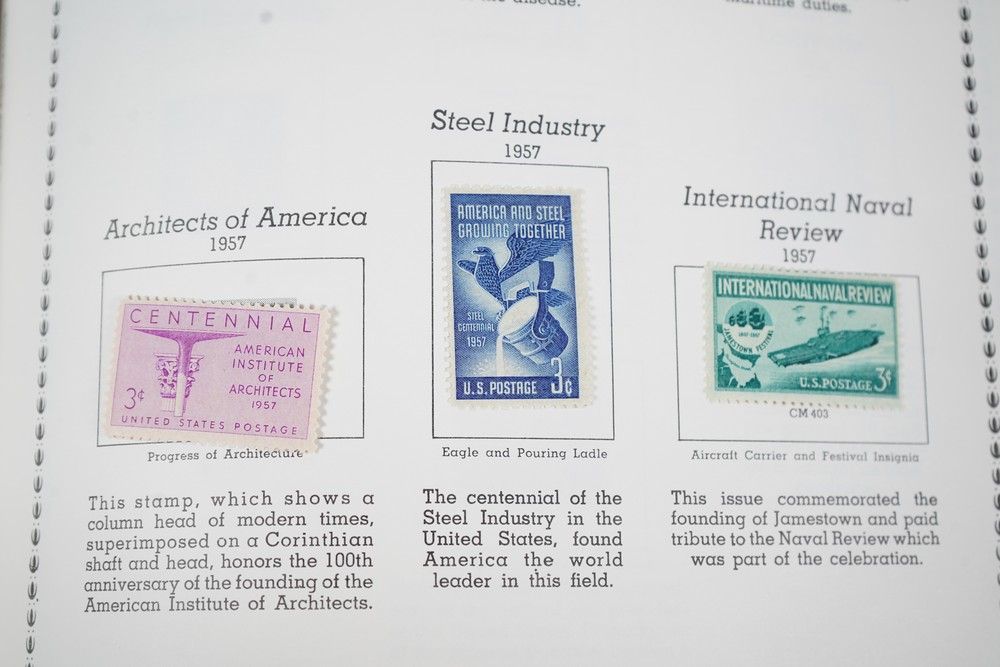 the disease.
Maritime duties.
Architects of America
1957
CENTENNIAL
AMERICAN
INSTITUTE
OF
ARCHITECTS
1957
3¢
UNITED STATES POSTAGE
Progress of Architecture
This stamp, which shows a
column head of modern times,
superimposed on a Corinthian
shaft and head, honors the 100th
anniversary of the founding of the
American Institute of Architects.
Steel Industry
1957
AMERICA AND STEEL
GROWING TOGETHER
STEEL
CENTENNIAL
1957
U.S. POSTAGE 3¢
Eagle and Pouring Ladle
The centennial of the
Steel Industry in the
United States, found
America the world
leader in this field.
International Naval
Review
1957
INTERNATIONAL NAVAL REVIEW
1607-1957
JAMESTOWN FESTIVAL
U.S. POSTAGE 3¢
CM 403
Aircraft Carrier and Festival Insignia
This issue commemorated the
founding of Jamestown and paid
tribute to the Naval Review which
was part of the celebration.